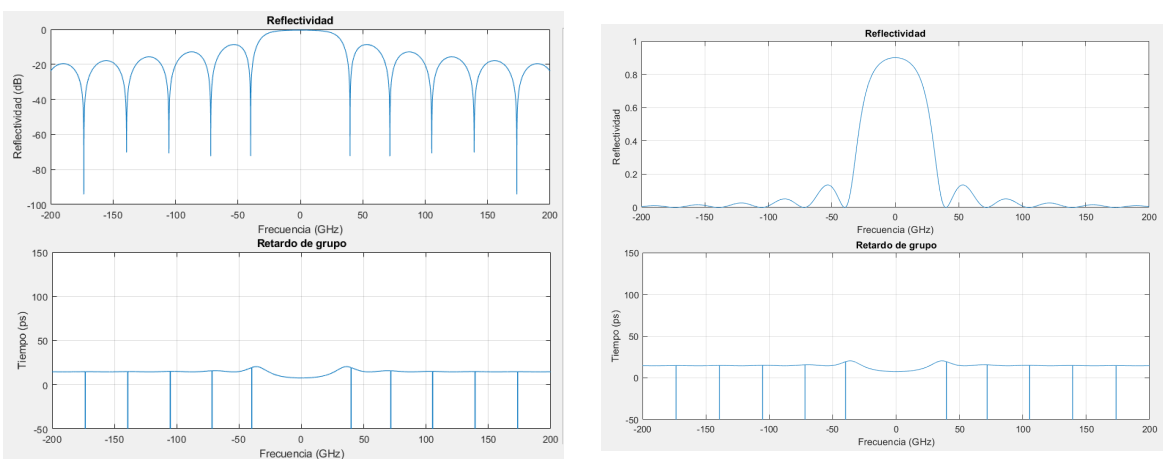 Reflectividad
0
-20
-40
-60
-80
-100
Reflectividad (dB)
-200 -150 -100 -50 0 50 100 150 200
Frecuencia (GHz)
Retardo de grupo
150
100
50
0
-50
Tiempo (ps)
-200 -150 -100 -50 0 50 100 150 200
Frecuencia (GHz)
Reflectividad
1
0.8
0.6
0.4
0.2
0
Reflectividad
-200 -150 -100 -50 0 50 100 150 200
Frecuencia (GHz)
Retardo de grupo
150
100
50
0
-50
Tiempo (ps)
-200 -150 -100 -50 0 50 100 150 200
Frecuencia (GHz)